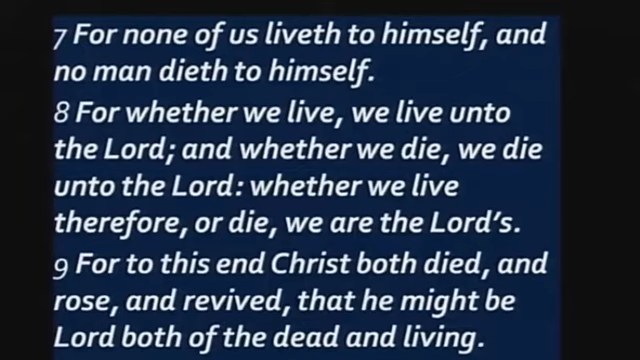 7 For none of us liveth to himself, and
no man dieth to himself.
8 For whether we live, we live unto
the Lord; and whether we die, we die
unto the Lord: whether we live
therefore, or die, we are the Lord's.
9 For to this end Christ both died, and
rose, and revived, that he might be
Lord both of the dead and living.